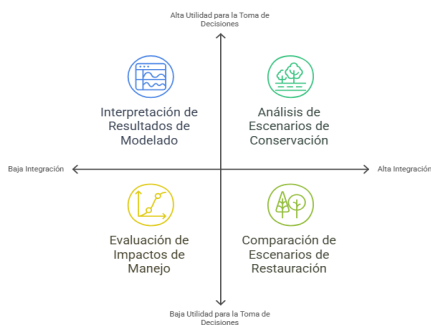 Alta Utilidad para la Toma de
Decisiones
Interpretación de
Resultados de
Modelado
Análisis de
Escenarios de
Conservación
Baja Integración
Alta Integración
Evaluación de
Impactos de
Manejo
Comparación de
Escenarios de
Restauración
Baja Utilidad para la Toma de
Decisiones